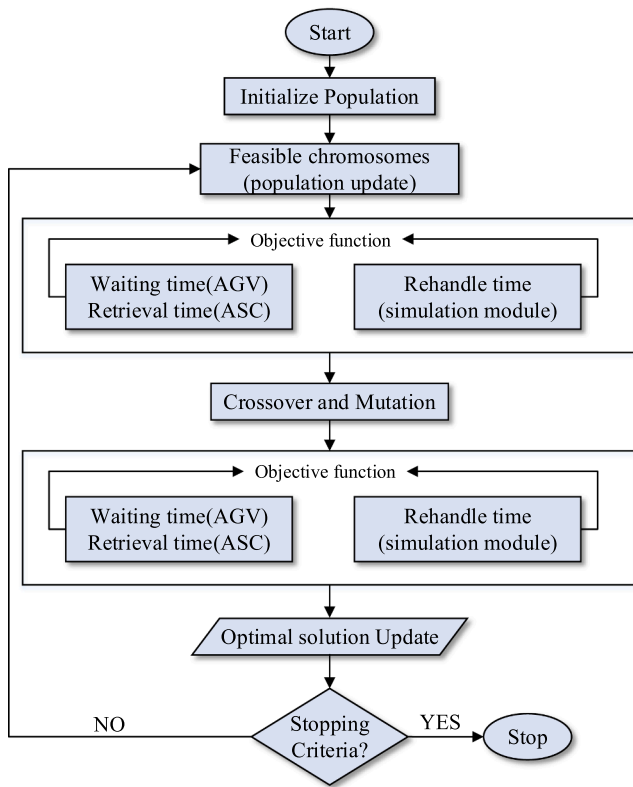 Start
Initialize Population
Feasible chromosomes
(population update)
Objective function
Waiting time(AGV)
Retrieval time(ASC)
Rehandle time
(simulation module)
Crossover and Mutation
Objective function
Waiting time(AGV)
Retrieval time(ASC)
Rehandle time
(simulation module)
Optimal solution Update
Stopping
Criteria?
NO
YES
Stop